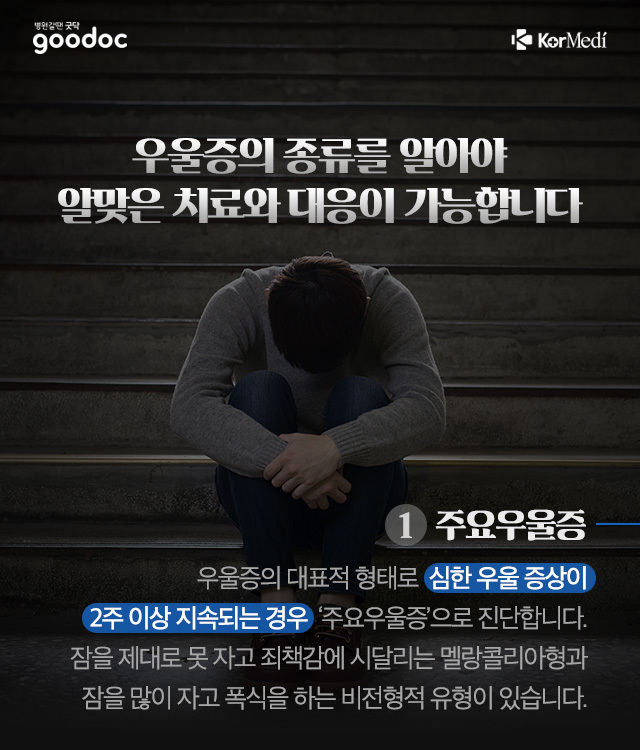 병원갈땐 굿닥
goodoc
KorMedi
우울증의 종류를 알아야
알맞은 치료와 대응이 가능합니다
1 주요우울증
우울증의 대표적 형태로 심한 우울 증상이
2주 이상 지속되는 경우 ‘주요우울증’으로 진단합니다.
잠을 제대로 못 자고 죄책감에 시달리는 멜랑콜리아형과
잠을 많이 자고 폭식을 하는 비전형적 유형이 있습니다.